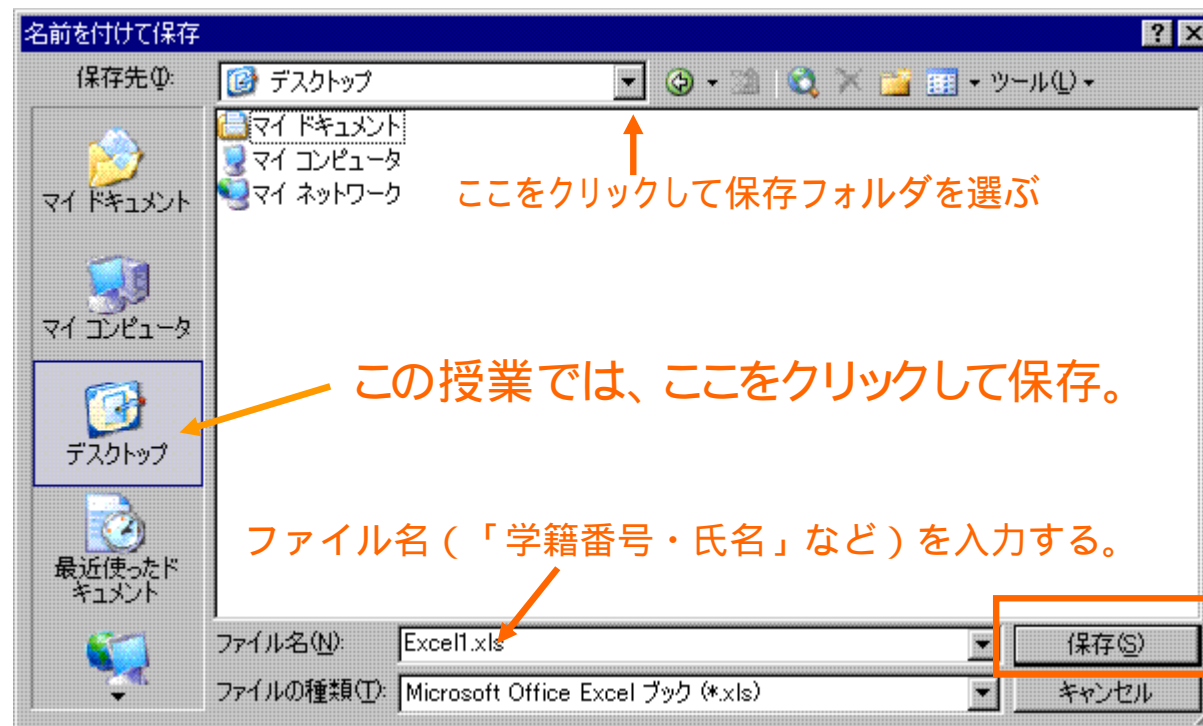 名前を付けて保存
保存先(I): デスクトップ ツール(L)
マイ ドキュメント
マイ コンピュータ
マイ ネットワーク
ここをクリックして保存フォルダを選ぶ
マイ ドキュメント
マイ コンピュータ
デスクトップ
この授業では、ここをクリックして保存。
最近使ったド
キュメント
ファイル名(「学籍番号・氏名」など)を入力する。
ファイル名(N): Excel1.xls 保存(S)
ファイルの種類(T): Microsoft Office Excel ブック (*.xls) キャンセル